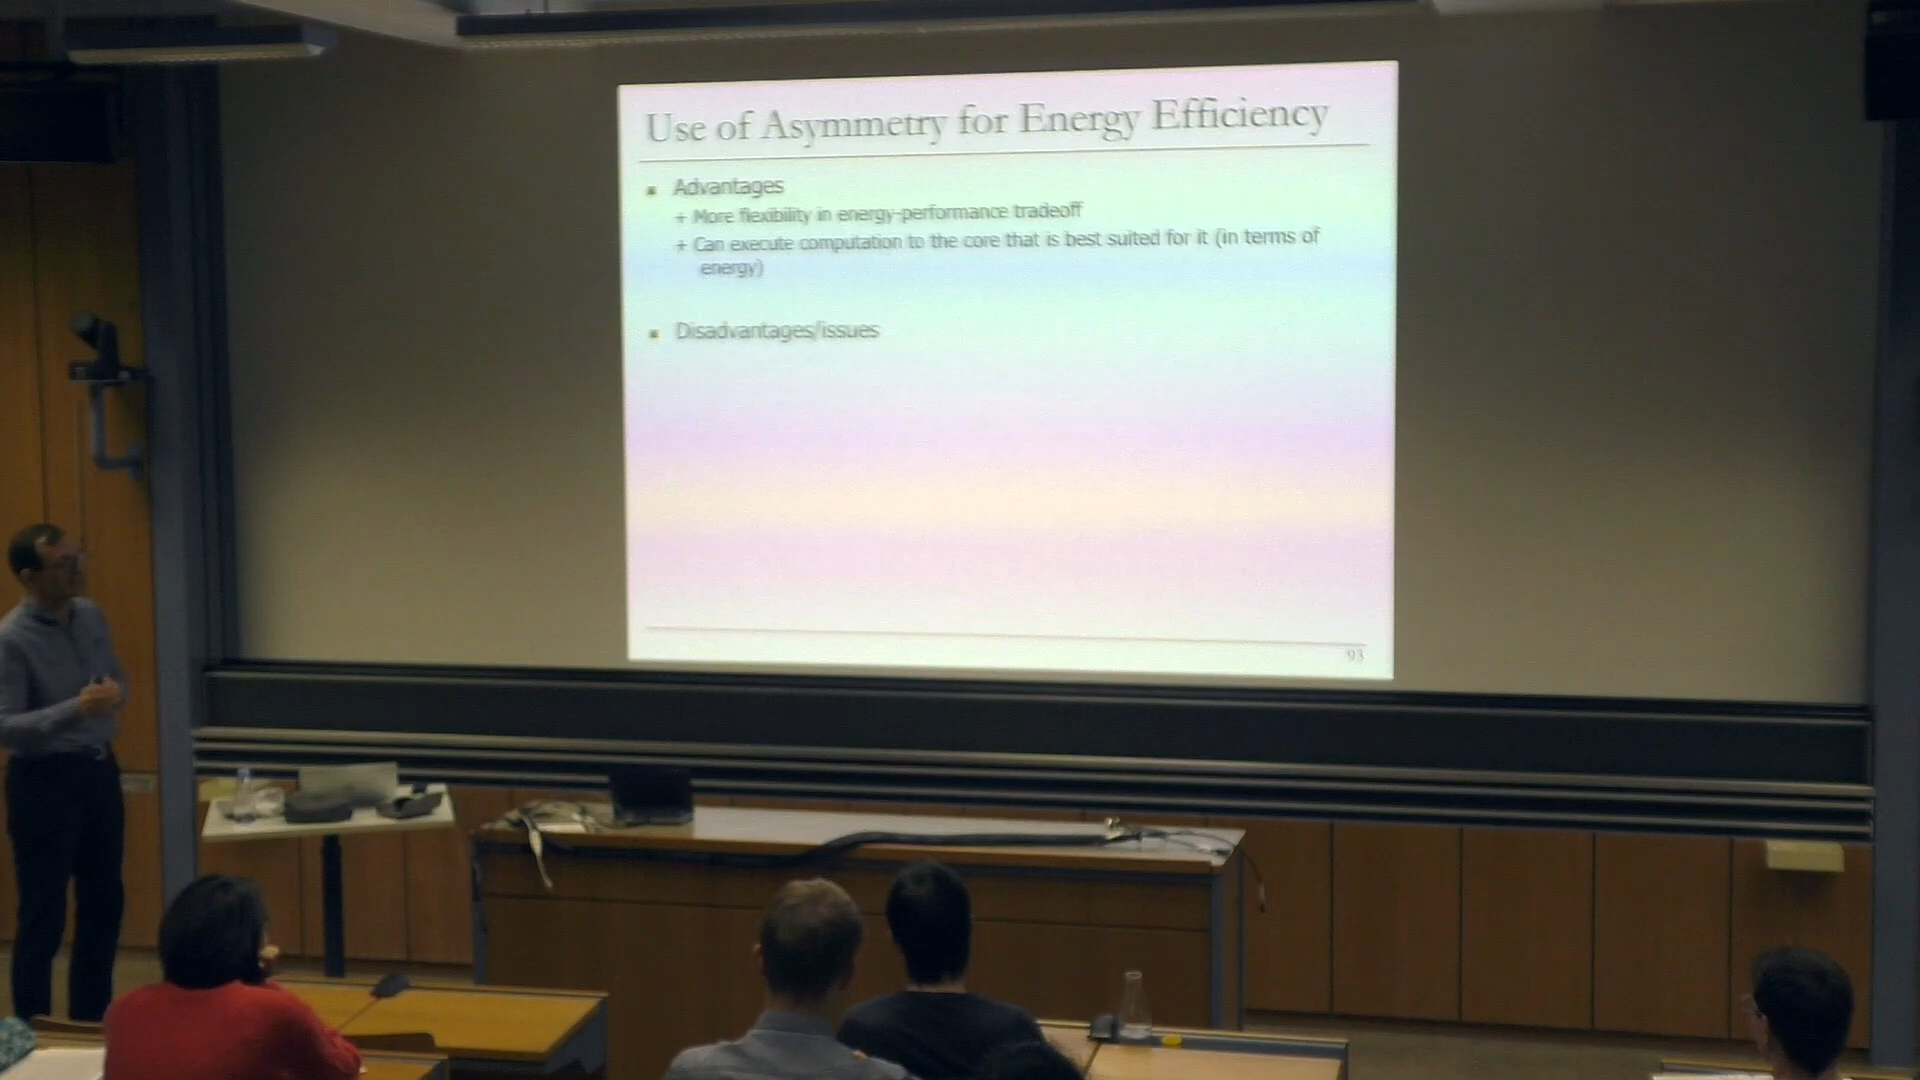 Use of Asymmetry for Energy Efficiency
▪ Advantages
+ More flexibility in energy-performance tradeoff
+ Can execute computation to the core that is best suited for it (in terms of
energy)
▪ Disadvantages/issues
93